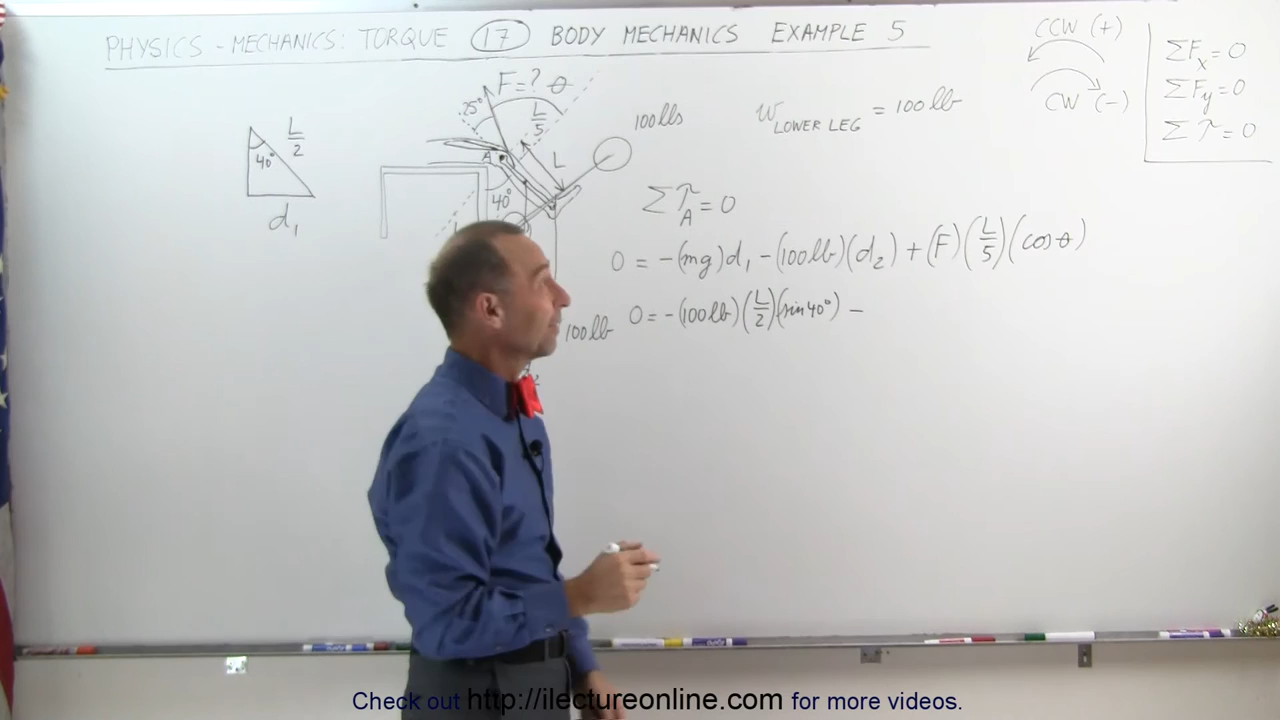 PHYSICS - MECHANICS: TORQUE 17 BODY MECHANICS EXAMPLE 5
CCW (+)
CW (-)
ΣFx = 0
ΣFy = 0
Στ = 0
F = ? θ
25°
L/5
A
L
40°
100 lbs
100 lb
2
40°
L/2
d₁
W LOWER LEG = 100 lb
Στ_A = 0
0 = -(mg)d₁ - (100 lb)(d₂) + (F)(L/5)(cos θ)
0 = -(100 lb)(L/2)(sin 40°) -
Check out http://ilectureonline.com for more videos.